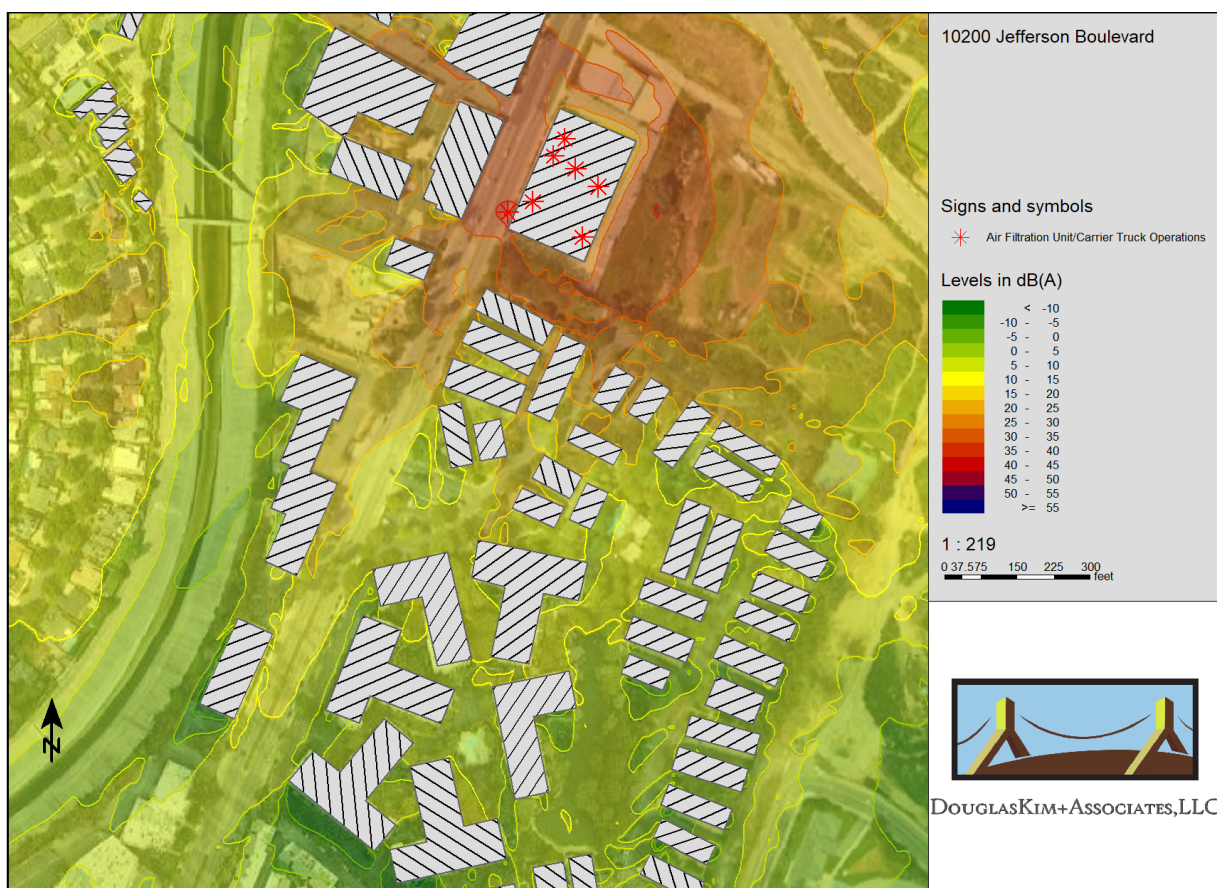 10200 Jefferson Boulevard
Signs and symbols
Air Filtration Unit/Carrier Truck Operations
Levels in dB(A)
< -10
-10 - -5
-5 - 0
0 - 5
5 - 10
10 - 15
15 - 20
20 - 25
25 - 30
30 - 35
35 - 40
40 - 45
45 - 50
50 - 55
>= 55
1 : 219
0 37.575 150 225 300
feet
N
DOUGLASKIM+ASSOCIATES,LLC